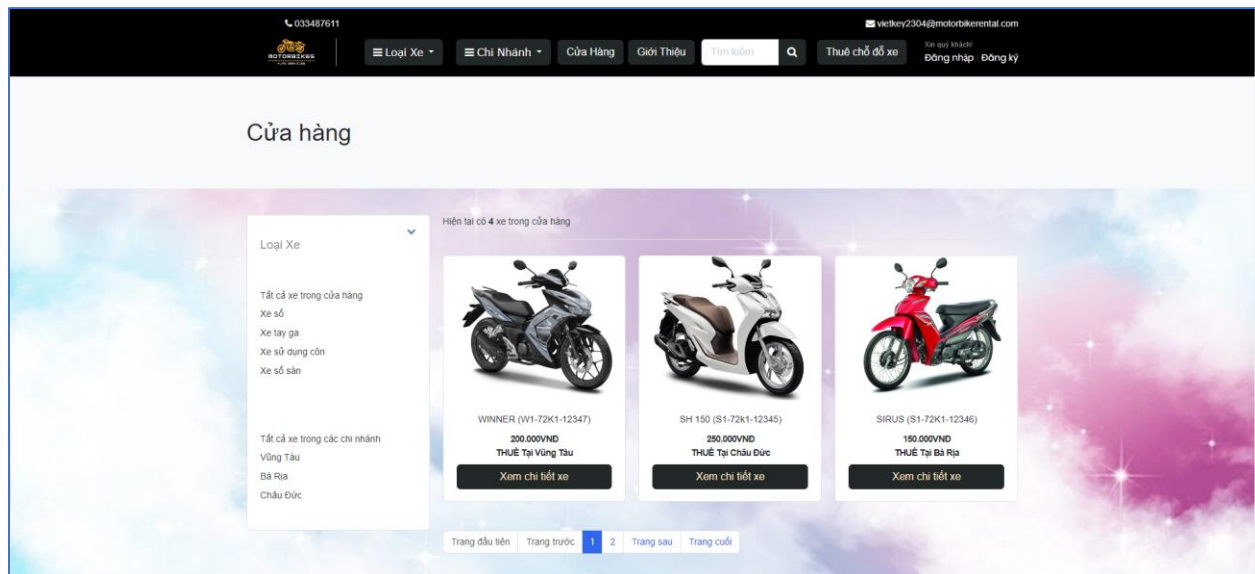 033487611
vietkey2304@motorbikerental.com
MOTORBIKES
Loại Xe
Chi Nhánh
Cửa Hàng
Giới Thiệu
Tìm kiếm
Thuê chỗ đỗ xe
Xin quý khách!
Đăng nhập Đăng ký
Cửa hàng
Loại Xe
Tất cả xe trong cửa hàng
Xe số
Xe tay ga
Xe sử dụng côn
Xe số sàn
Tất cả xe trong các chi nhánh
Vũng Tàu
Bà Rịa
Châu Đức
Hiện tại có 4 xe trong cửa hàng
WINNER (W1-72K1-12347)
200.000VND
THUÊ Tại Vũng Tàu
Xem chi tiết xe
SH 150 (S1-72k1-12345)
250.000VND
THUÊ Tại Châu Đức
Xem chi tiết xe
SIRUS (S1-72K1-12346)
150.000VND
THUÊ Tại Bà Rịa
Xem chi tiết xe
Trang đầu tiên Trang trước 1 2 Trang sau Trang cuối